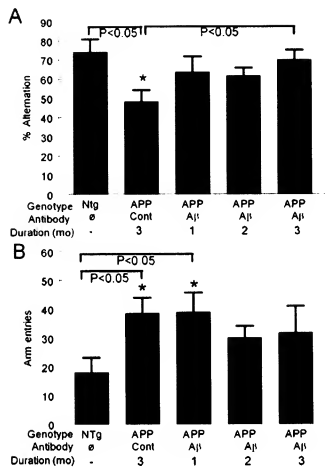 A
90
P<0.05
P<0.05
80
70
60
50
40
30
20
10
0
% Alternation
*
Genotype Ntg APP APP APP APP
Antibody ø Cont Aβ Aβ Aβ
Duration (mo) - 3 1 2 3
B
60
P<0 05
P<0.05
50
40
30
20
10
0
Arm entries
* *
Genotype NTg APP APP APP APP
Antibody ø Cont Aβ Aβ Aβ
Duration (mo) - 3 1 2 3